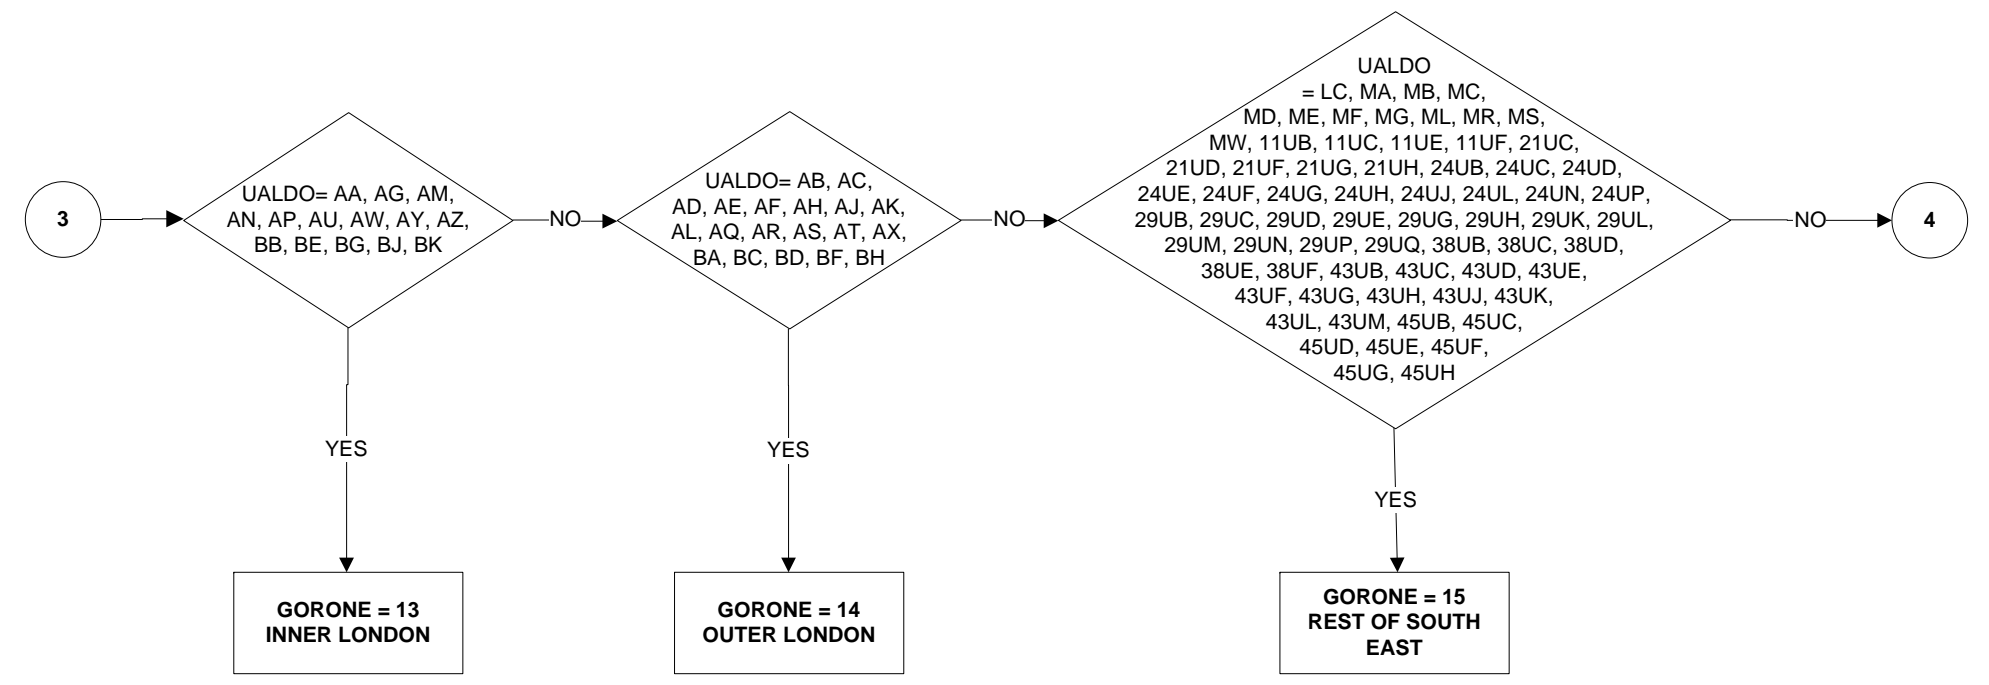 3
UALDO= AA, AG, AM,
AN, AP, AU, AW, AY, AZ,
BB, BE, BG, BJ, BK
NO
UALDO= AB, AC,
AD, AE, AF, AH, AJ, AK,
AL, AQ, AR, AS, AT, AX,
BA, BC, BD, BF, BH
NO
UALDO
= LC, MA, MB, MC,
MD, ME, MF, MG, ML, MR, MS,
MW, 11UB, 11UC, 11UE, 11UF, 21UC,
21UD, 21UF, 21UG, 21UH, 24UB, 24UC, 24UD,
24UE, 24UF, 24UG, 24UH, 24UJ, 24UL, 24UN, 24UP,
29UB, 29UC, 29UD, 29UE, 29UG, 29UH, 29UK, 29UL,
29UM, 29UN, 29UP, 29UQ, 38UB, 38UC, 38UD,
38UE, 38UF, 43UB, 43UC, 43UD, 43UE,
43UF, 43UG, 43UH, 43UJ, 43UK,
43UL, 43UM, 45UB, 45UC,
45UD, 45UE, 45UF,
45UG, 45UH
NO
4
YES
YES
YES
GORONE = 13
INNER LONDON
GORONE = 14
OUTER LONDON
GORONE = 15
REST OF SOUTH
EAST